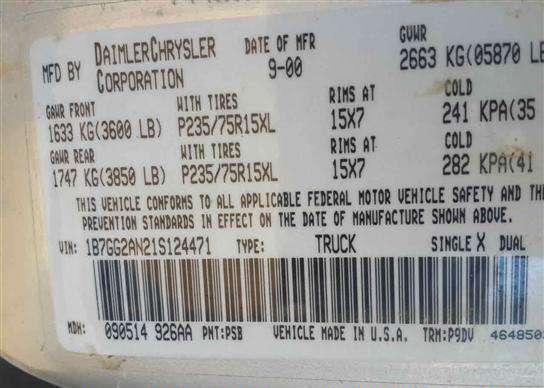 MFD BY DAIMLERCHRYSLER CORPORATION DATE OF MFR 9-00 GVWR 2663 KG(05870 LB
GAWR FRONT WITH TIRES RIMS AT COLD
1633 KG(3600 LB) P235/75R15XL 15X7 241 KPA(35
GAWR REAR WITH TIRES RIMS AT COLD
1747 KG(3850 LB) P235/75R15XL 15X7 282 KPA(41
THIS VEHICLE CONFORMS TO ALL APPLICABLE FEDERAL MOTOR VEHICLE SAFETY AND THE
PREVENTION STANDARDS IN EFFECT ON THE DATE OF MANUFACTURE SHOWN ABOVE.
VIN: 1B7GG2AN21S124471 TYPE: TRUCK SINGLE X DUAL
MDH: 090514 926AA PNT:PSB VEHICLE MADE IN U.S.A. TRM:P9DV 464850